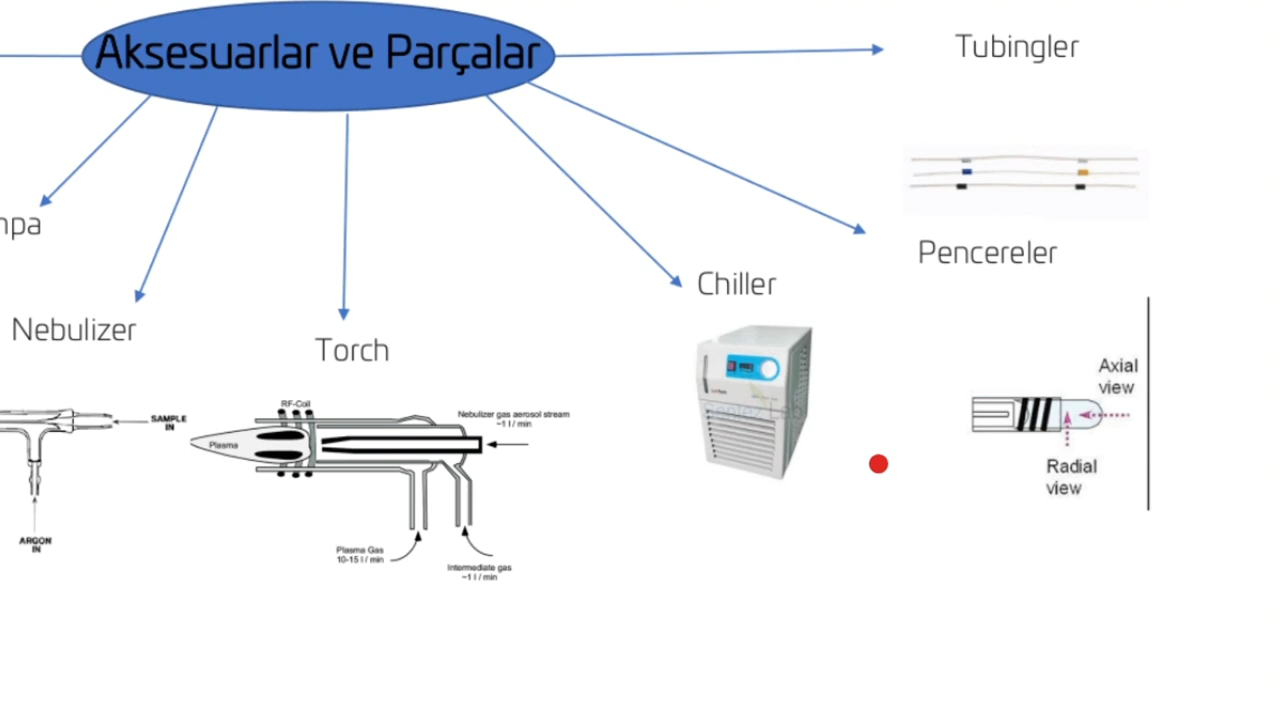 Aksesuarlar ve Parçalar
Tubingler
Pencereler
Chiller
Nebulizer
Torch
SAMPLE
IN
ARGON
IN
RF-Coil
Plasma
Nebulizer gas aerosol stream
~1 l / min
Plasma Gas
10-15 l / min
Intermediate gas
~1 l / min
Axial
view
Radial
view